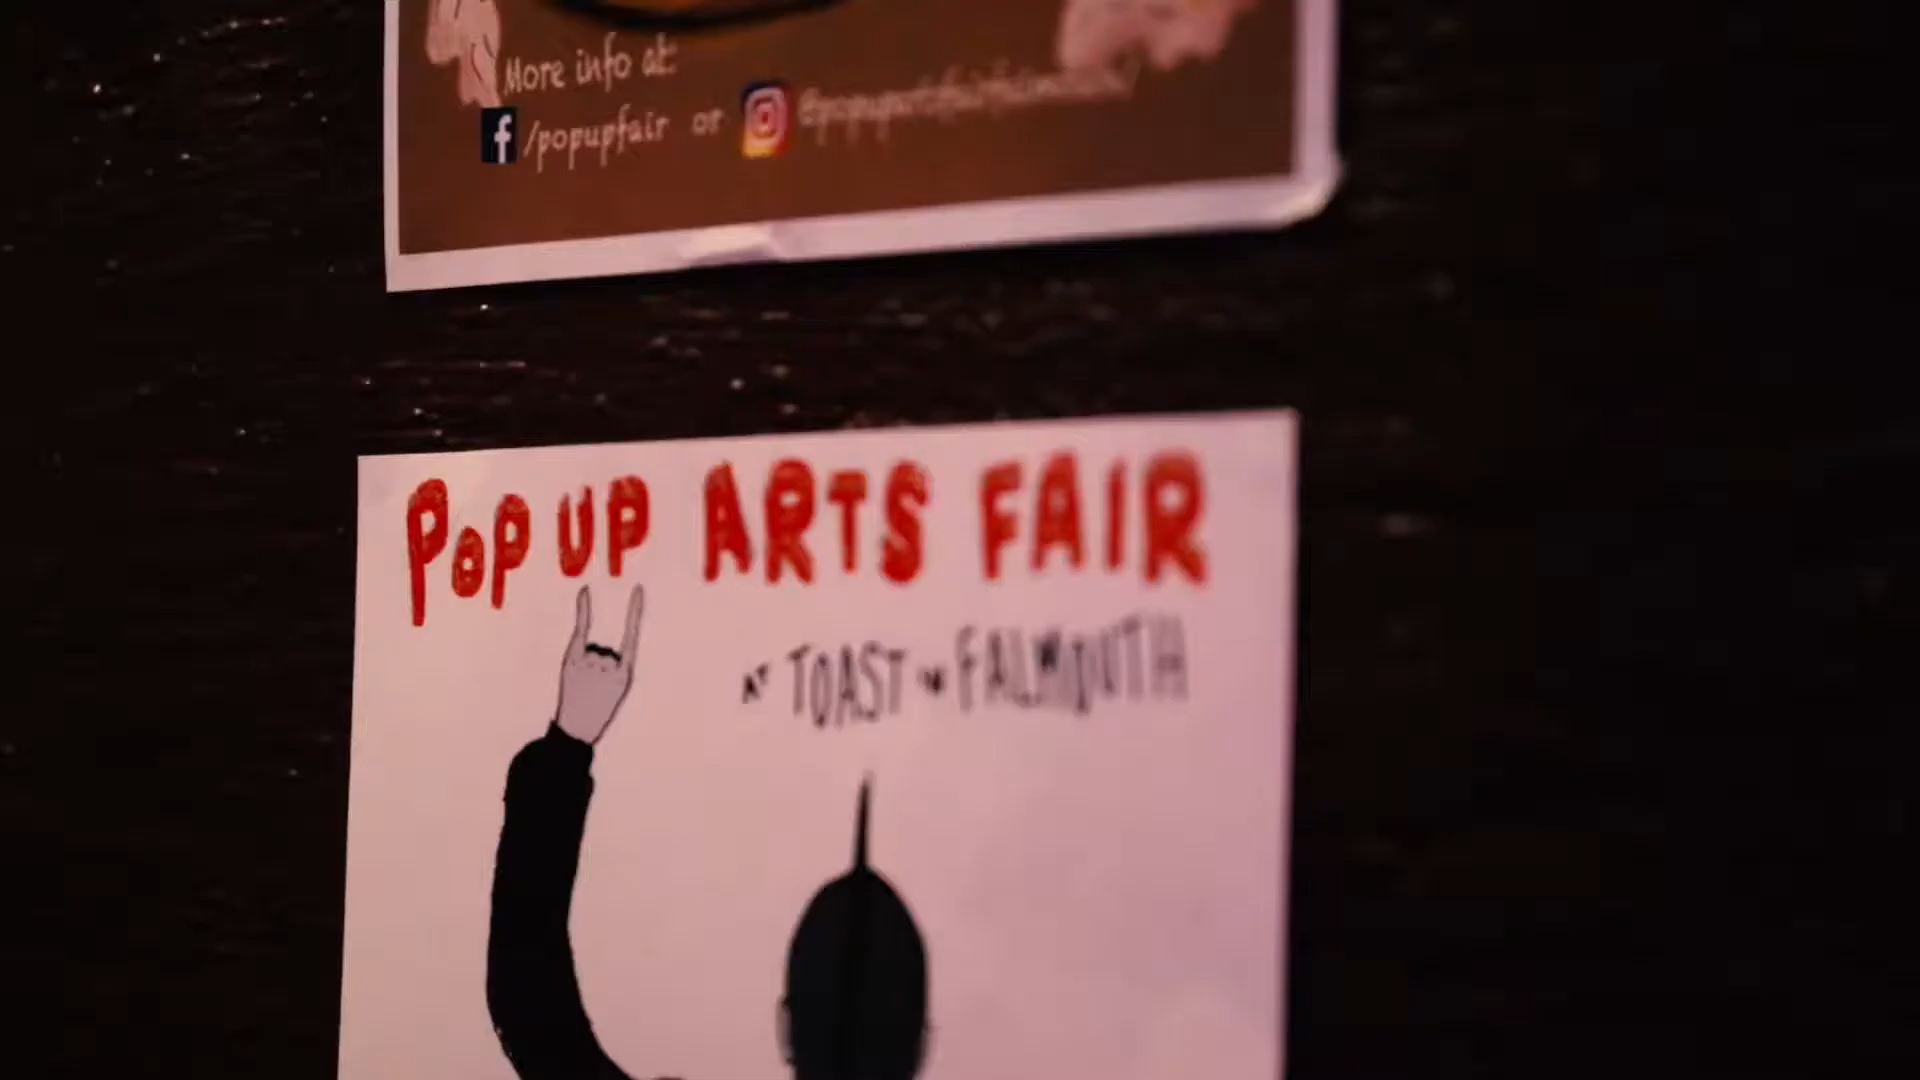 More info at:
f /popupfair or
POP UP ARTS FAIR
AT TOAST IN FALMOUTH